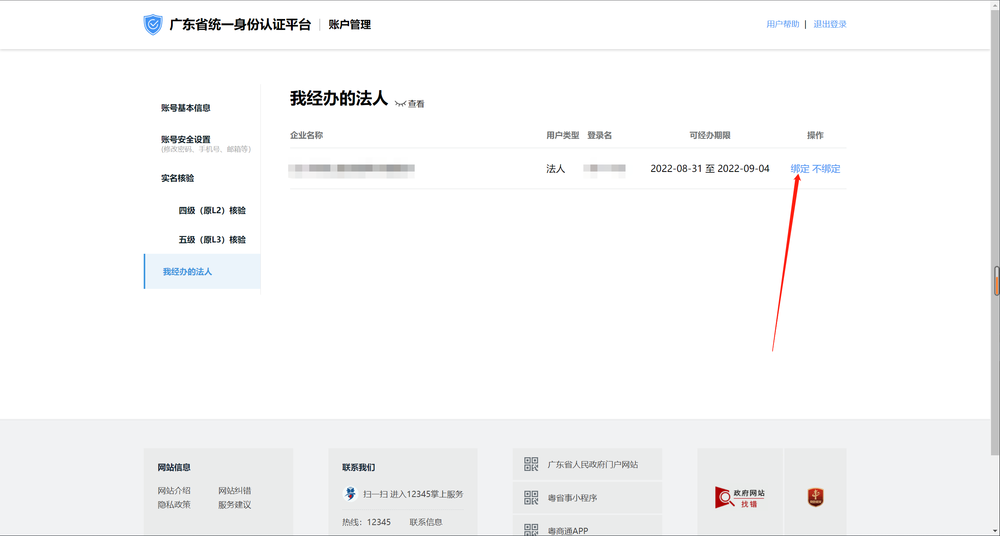 广东省统一身份认证平台 | 账户管理
用户帮助 | 退出登录
账号基本信息
账号安全设置
(修改密码、手机号、邮箱等)
实名核验
四级（原L2）核验
五级（原L3）核验
我经办的法人
我经办的法人 查看
企业名称 用户类型 登录名 可经办期限 操作
法人 2022-08-31 至 2022-09-04 绑定 不绑定
网站信息
网站介绍 网站纠错
隐私政策 服务建议
联系我们
扫一扫 进入12345掌上服务
热线：12345 联系信息
广东省人民政府门户网站
粤省事小程序
粤商通APP
政府网站
找错
党政机关